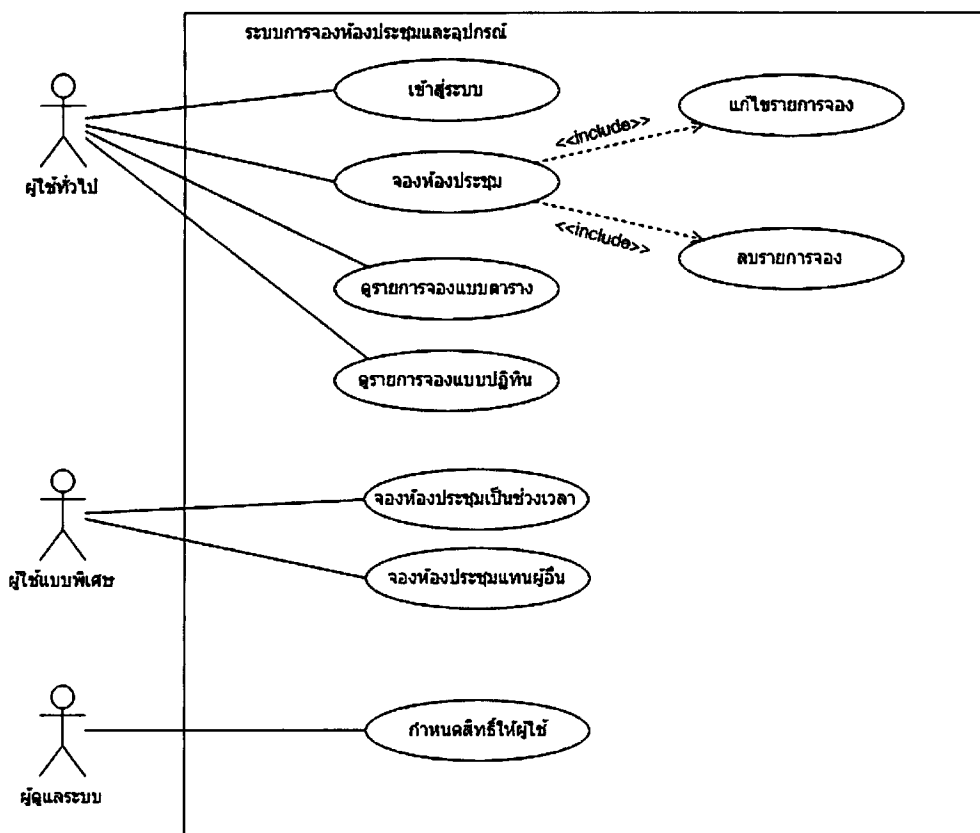 ระบบการจองห้องประชุมและอุปกรณ์
เข้าสู่ระบบ
แก้ไขรายการจอง
<<include>>
ผู้ใช้ทั่วไป
จองห้องประชุม
<<include>>
ลบรายการจอง
ดูรายการจองแบบตาราง
ดูรายการจองแบบปฏิทิน
จองห้องประชุมเป็นช่วงเวลา
ผู้ใช้แบบพิเศษ
จองห้องประชุมแทนผู้อื่น
กำหนดสิทธิ์ให้ผู้ใช้
ผู้ดูแลระบบ